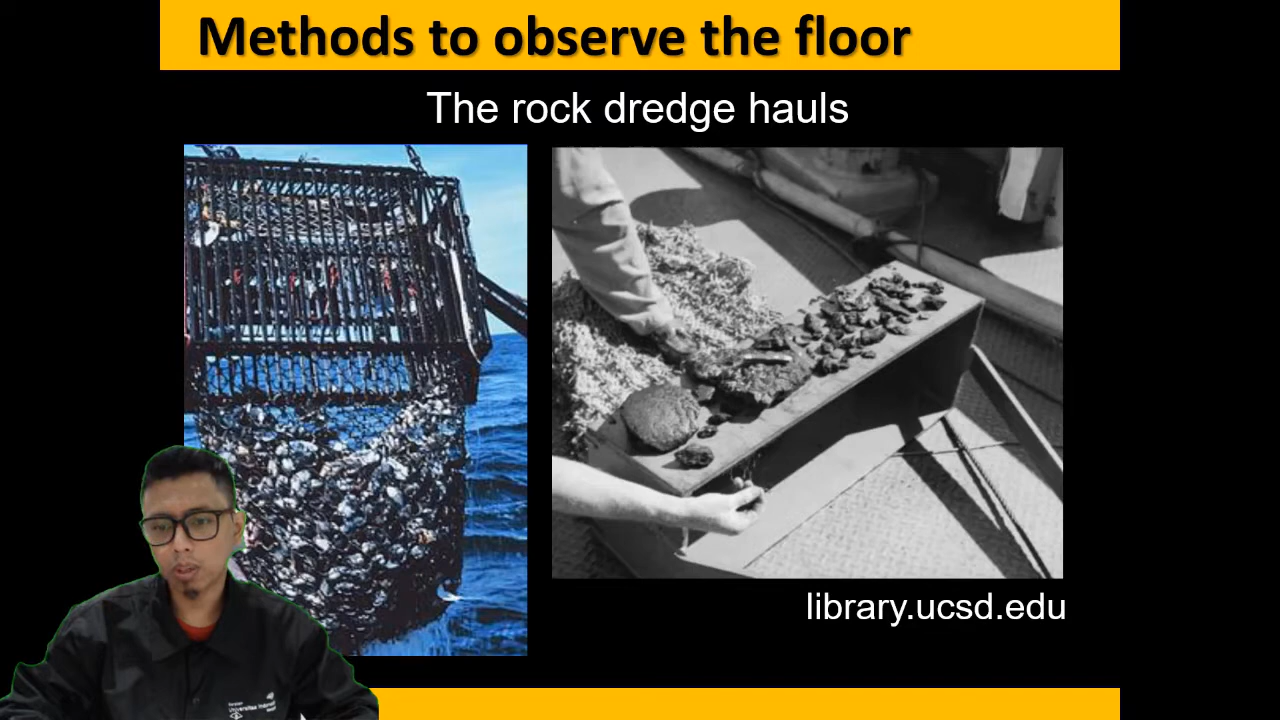 Methods to observe the floor
The rock dredge hauls
library.ucsd.edu